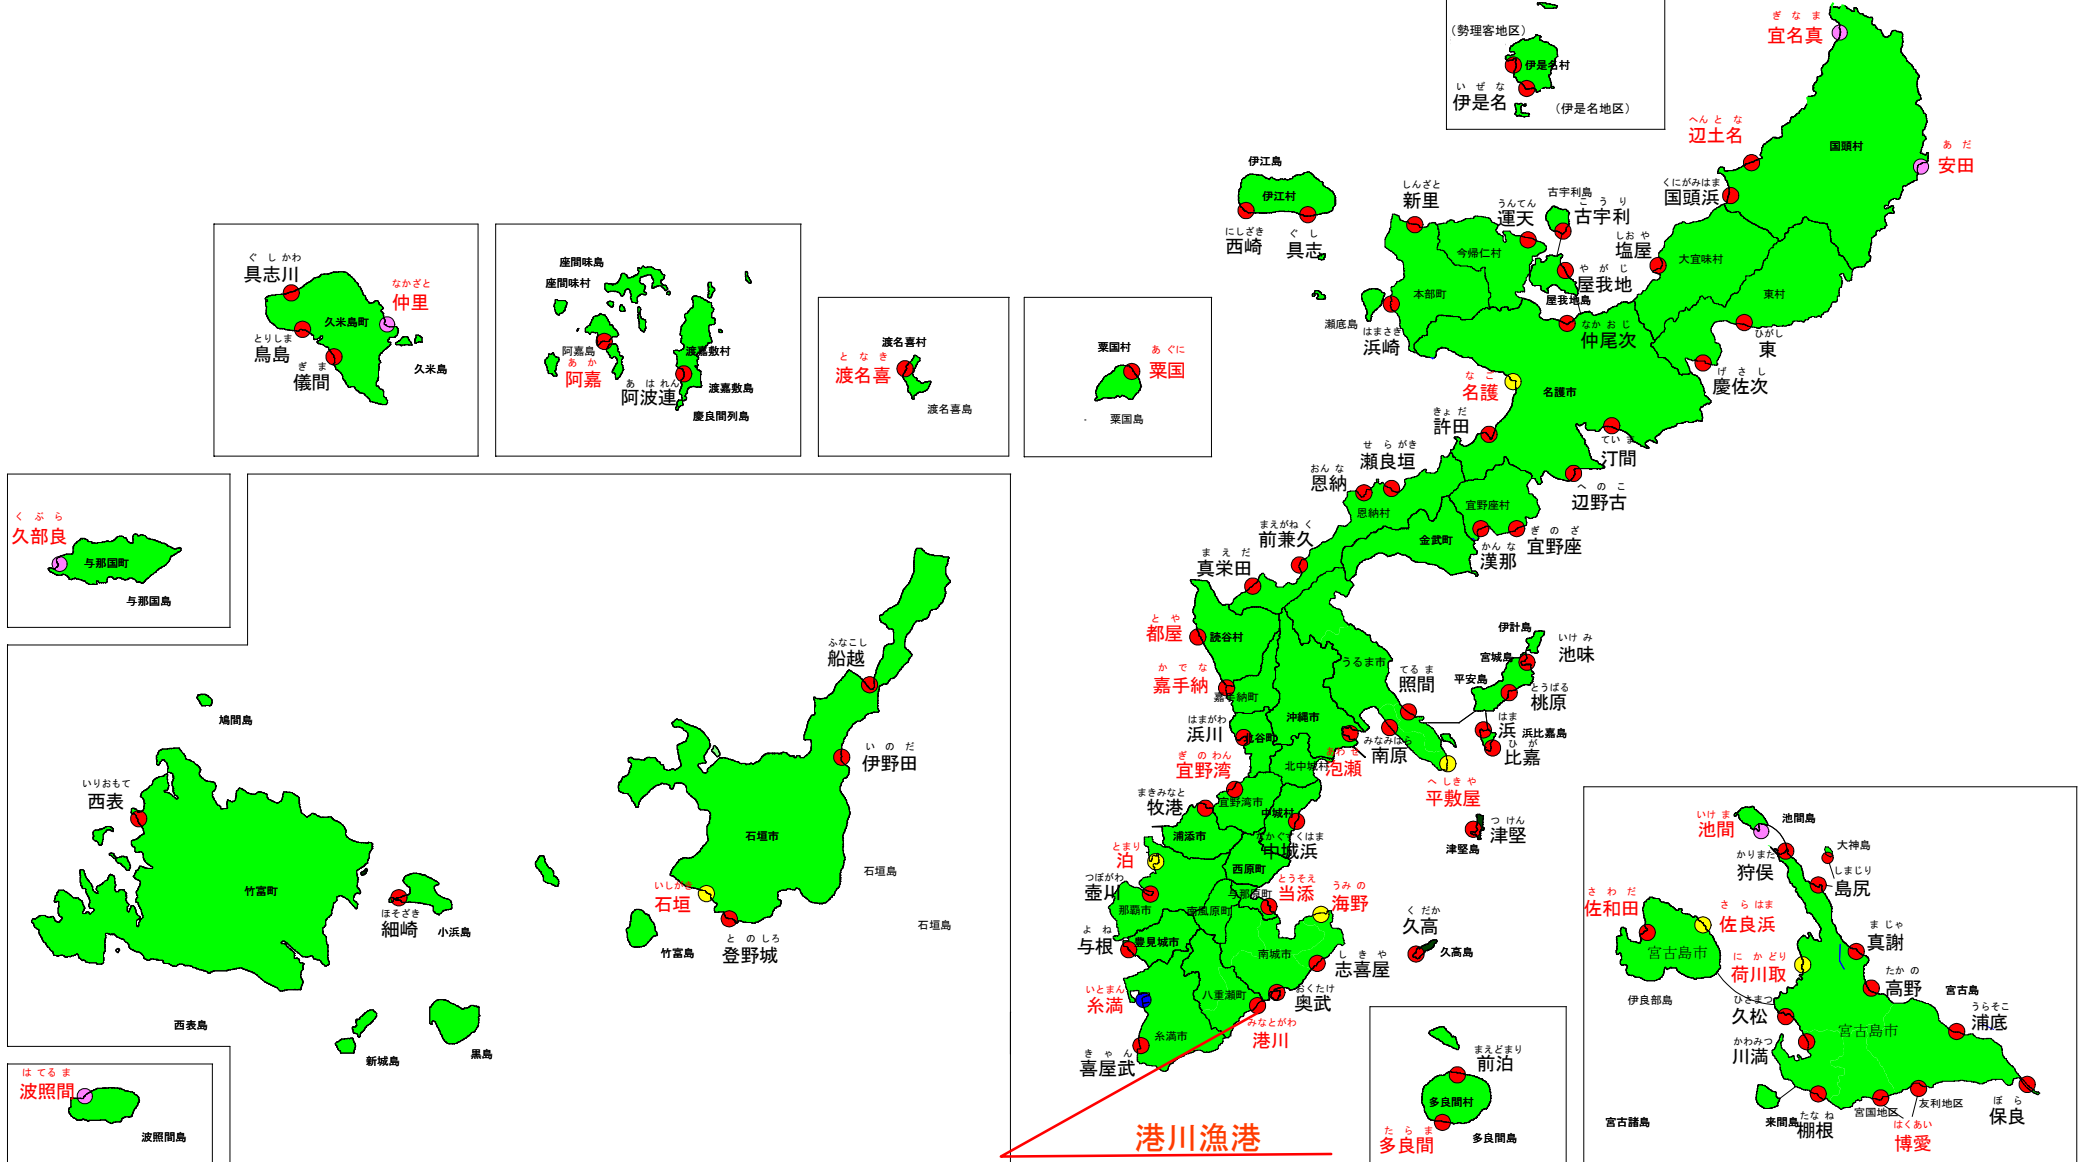 (勢理客地区)
伊是名村
いぜな
伊是名
(伊是名地区)
ぎなま
宜名真
へんとな
辺土名
国頭村
あだ
安田
くにがみはま
国頭浜
伊江島
伊江村
にしざき
西崎
ぐし
具志
しんざと
新里
うんてん
運天
古宇利島
こうり
古宇利
しおや
塩屋
大宜味村
今帰仁村
やがじ
屋我地
屋我地島
本部町
東村
瀬底島
はまさき
浜崎
なかおじ
仲尾次
ひがし
東
げさし
慶佐次
なご
名護
名護市
きょだ
許田
ていま
汀間
せらがき
瀬良垣
おんな
恩納
恩納村
へのこ
辺野古
宜野座村
ぎのざ
宜野座
かんな
漢那
金武町
まえがねく
前兼久
まえだ
真栄田
とや
都屋
読谷村
かでな
嘉手納
嘉手納町
うるま市
てるま
照間
伊計島
いけみ
池味
宮城島
平安島
とうばる
桃原
はま
浜
浜比嘉島
ひが
比嘉
はまがわ
浜川
北谷町
沖縄市
みなみはら
南原
あわせ
泡瀬
北中城村
ぎのわん
宜野湾
宜野湾市
へしきや
平敷屋
まきみなと
牧港
中城村
なかぐすくはま
中城浜
つけん
津堅
津堅島
浦添市
とまり
泊
西原町
つぼがわ
壺川
那覇市
与那原町
とうそえ
当添
うみの
海野
南風原町
よね
与根
豊見城市
南城市
しきや
志喜屋
くだか
久高
久高島
いとまん
糸満
八重瀬町
おくたけ
奥武
みなとがわ
港川
糸満市
きゃん
喜屋武
港川漁港
ぐしかわ
具志川
なかざと
仲里
久米島町
とりしま
鳥島
ぎま
儀間
久米島
座間味島
座間味村
阿嘉島
あか
阿嘉
渡嘉敷村
あはれん
阿波連
渡嘉敷島
慶良間列島
渡名喜村
となき
渡名喜
渡名喜島
粟国村
あぐに
粟国
粟国島
くぶら
久部良
与那国町
与那国島
ふなこし
船越
いのだ
伊野田
鳩間島
いりおもて
西表
石垣市
石垣島
いしがき
石垣
石垣島
とのしろ
登野城
竹富町
ほそざき
細崎
小浜島
竹富島
西表島
新城島
黒島
はてるま
波照間
波照間島
まえどまり
前泊
多良間村
たらま
多良間
多良間島
いけま
池間
池間島
かりまた
狩俣
大神島
しまじり
島尻
さわだ
佐和田
さらはま
佐良浜
まじゃ
真謝
宮古島市
にかどり
荷川取
たかの
高野
伊良部島
宮古島
ひさまつ
久松
うらそこ
浦底
宮古島市
かわみつ
川満
宮古諸島
来間島
たなね
棚根
宮国地区
友利地区
はくあい
博愛
ぼら
保良